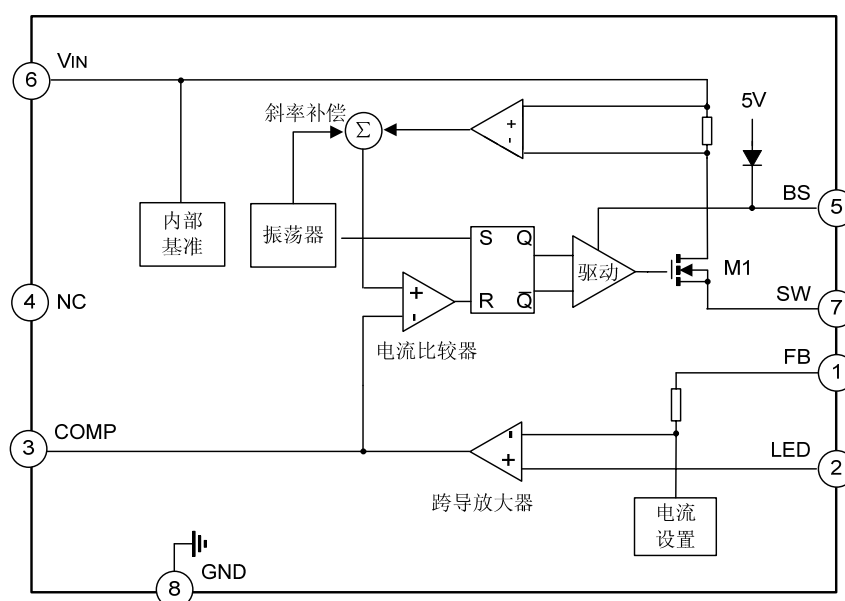 6
VIN
斜率补偿
Σ
+
-
5V
内部
基准
振荡器
BS
5
S
Q
R
Q̅
驱动
M1
SW
7
4
NC
+
-
电流比较器
FB
1
3
COMP
-
+
跨导放大器
LED
2
电流
设置
GND
8